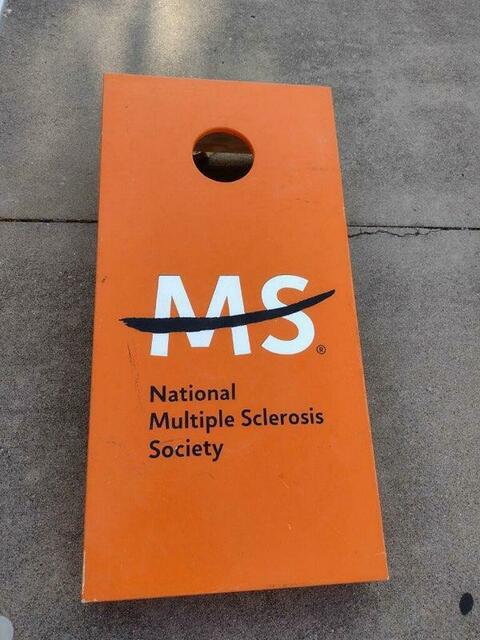 MS®
National
Multiple Sclerosis
Society